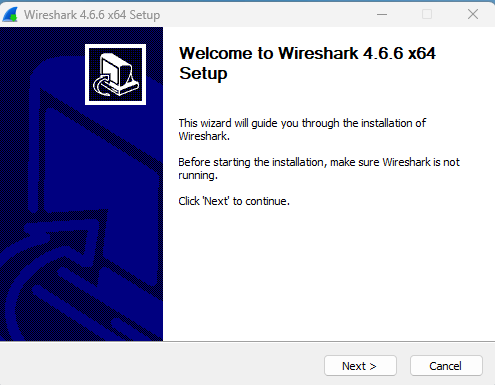 Wireshark 4.6.6 x64 Setup
Welcome to Wireshark 4.6.6 x64
Setup
This wizard will guide you through the installation of
Wireshark.
Before starting the installation, make sure Wireshark is not
running.
Click 'Next' to continue.
Next >
Cancel